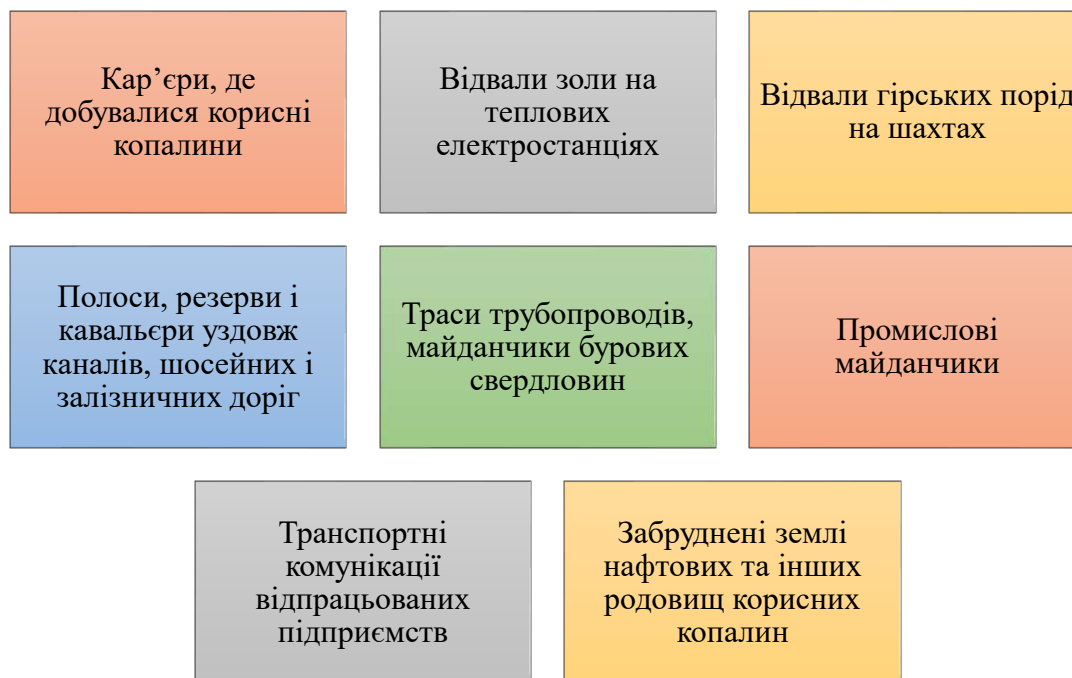 Кар’єри, де
добувалися корисні
копалини
Відвали золи на
теплових
електростанціях
Відвали гірських порід
на шахтах
Полоси, резерви і
кавальєри уздовж
каналів, шосейних і
залізничних доріг
Траси трубопроводів,
майданчики бурових
свердловин
Промислові
майданчики
Транспортні
комунікації
відпрацьованих
підприємств
Забруднені землі
нафтових та інших
родовищ корисних
копалин